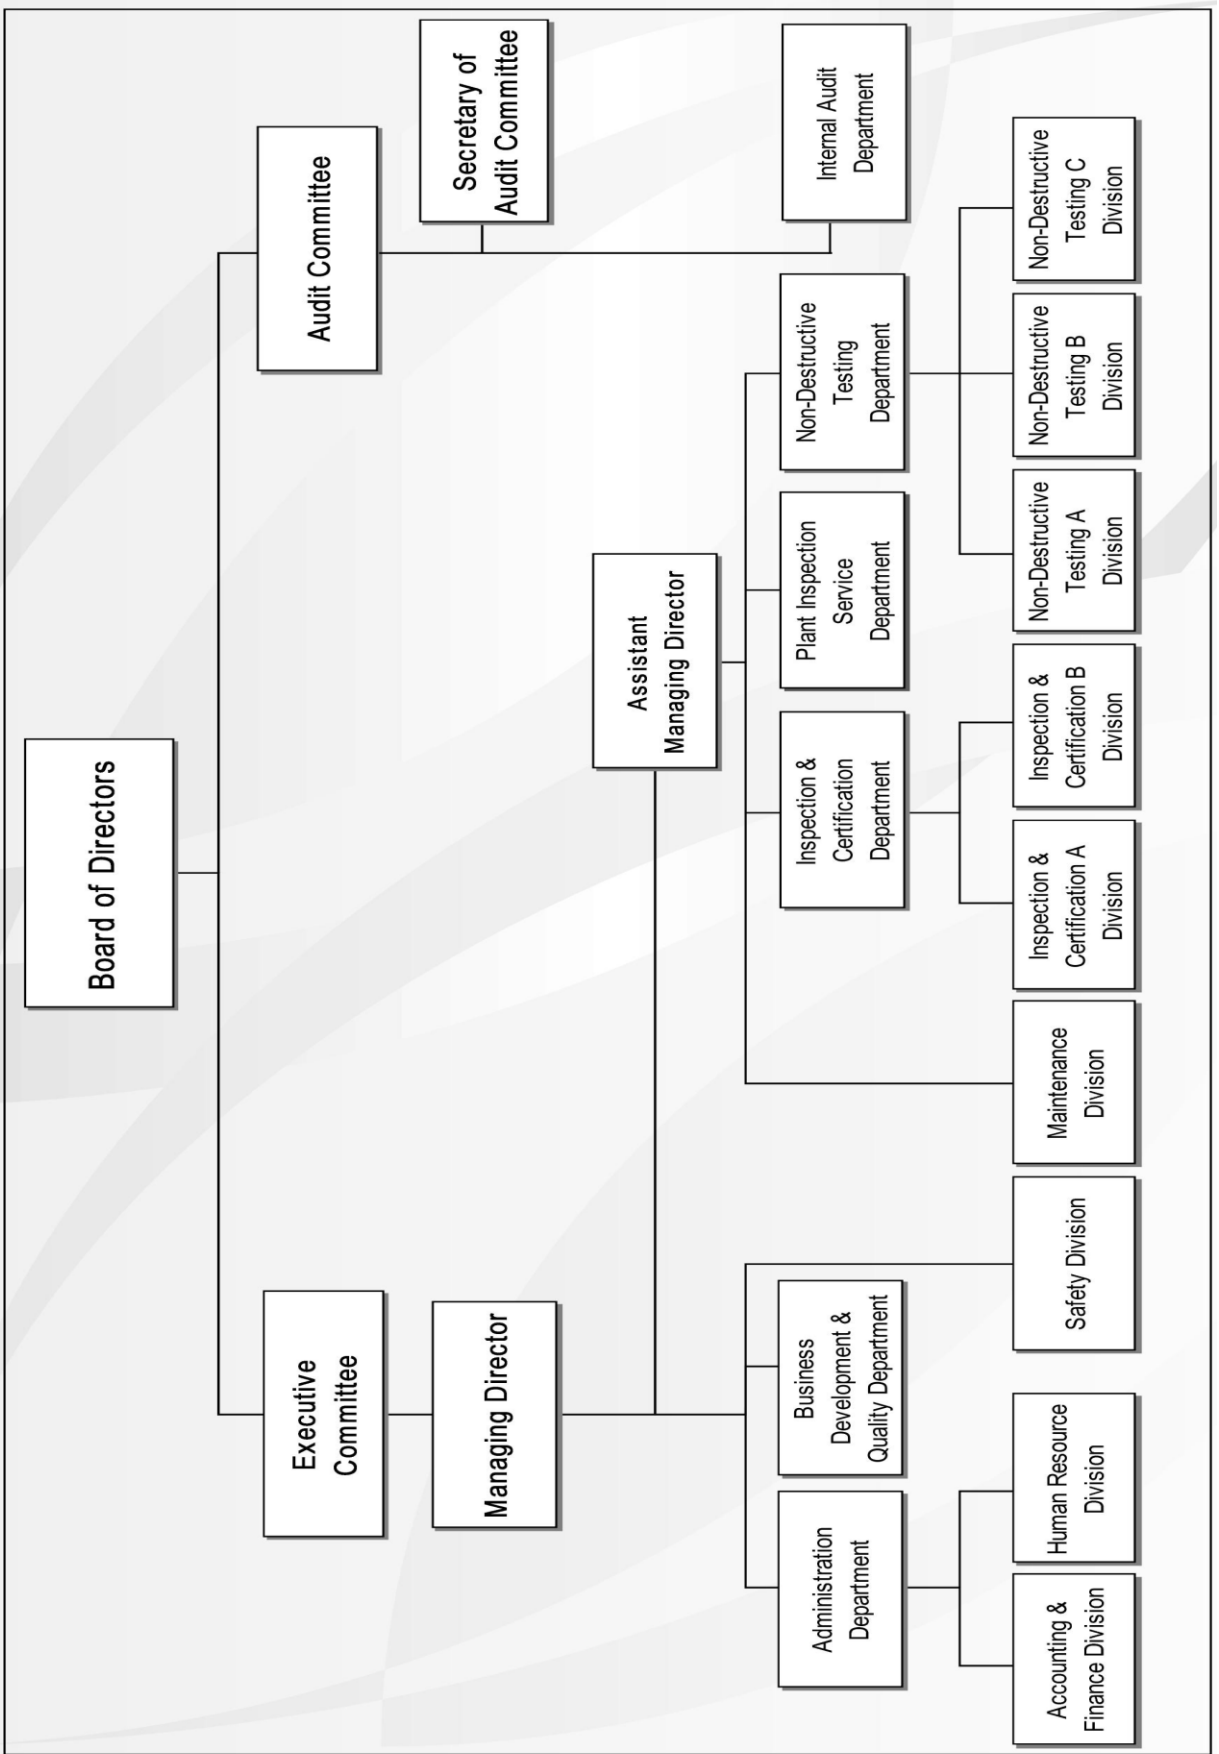 Board of Directors
Executive
Committee
Audit Committee
Managing Director
Secretary of
Audit Committee
Assistant
Managing Director
Administration
Department
Business
Development &
Quality Department
Inspection &
Certification
Department
Plant Inspection
Service
Department
Non-Destructive
Testing
Department
Internal Audit
Department
Accounting &
Finance Division
Human Resource
Division
Safety Division
Maintenance
Division
Inspection &
Certification A
Division
Inspection &
Certification B
Division
Non-Destructive
Testing A
Division
Non-Destructive
Testing B
Division
Non-Destructive
Testing C
Division